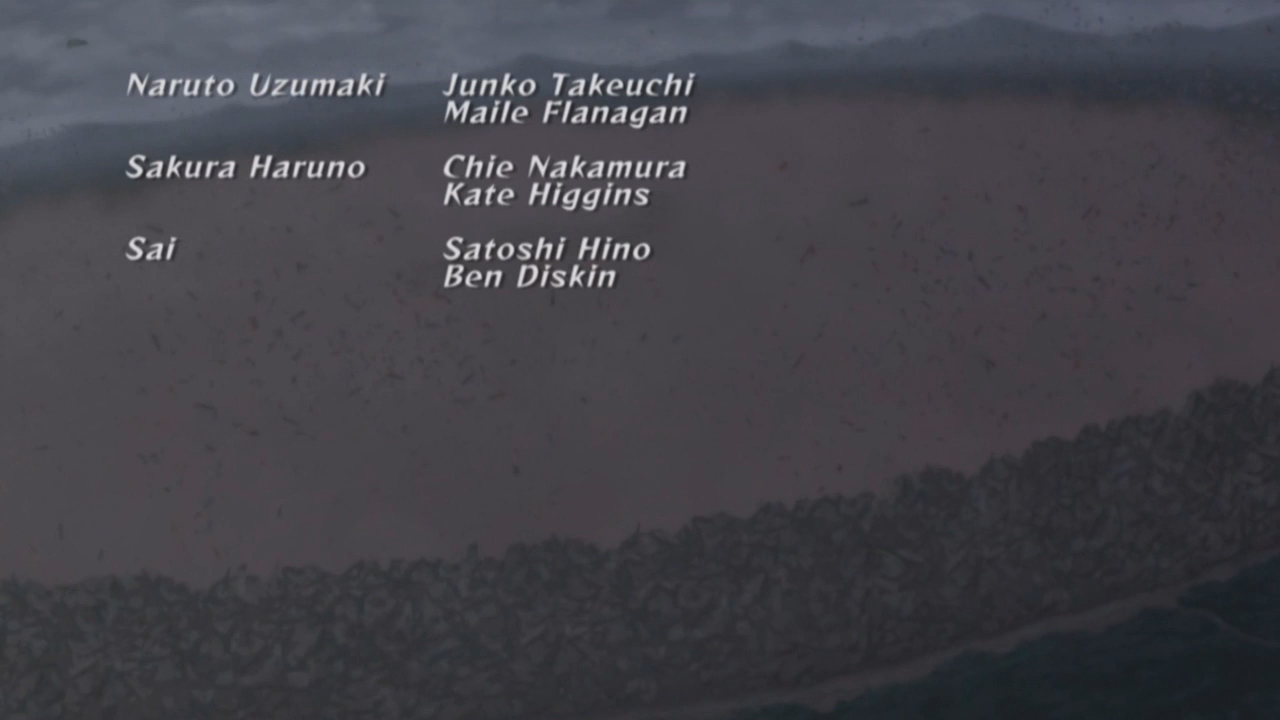 Naruto Uzumaki Junko Takeuchi
Maile Flanagan
Sakura Haruno Chie Nakamura
Kate Higgins
Sai Satoshi Hino
Ben Diskin